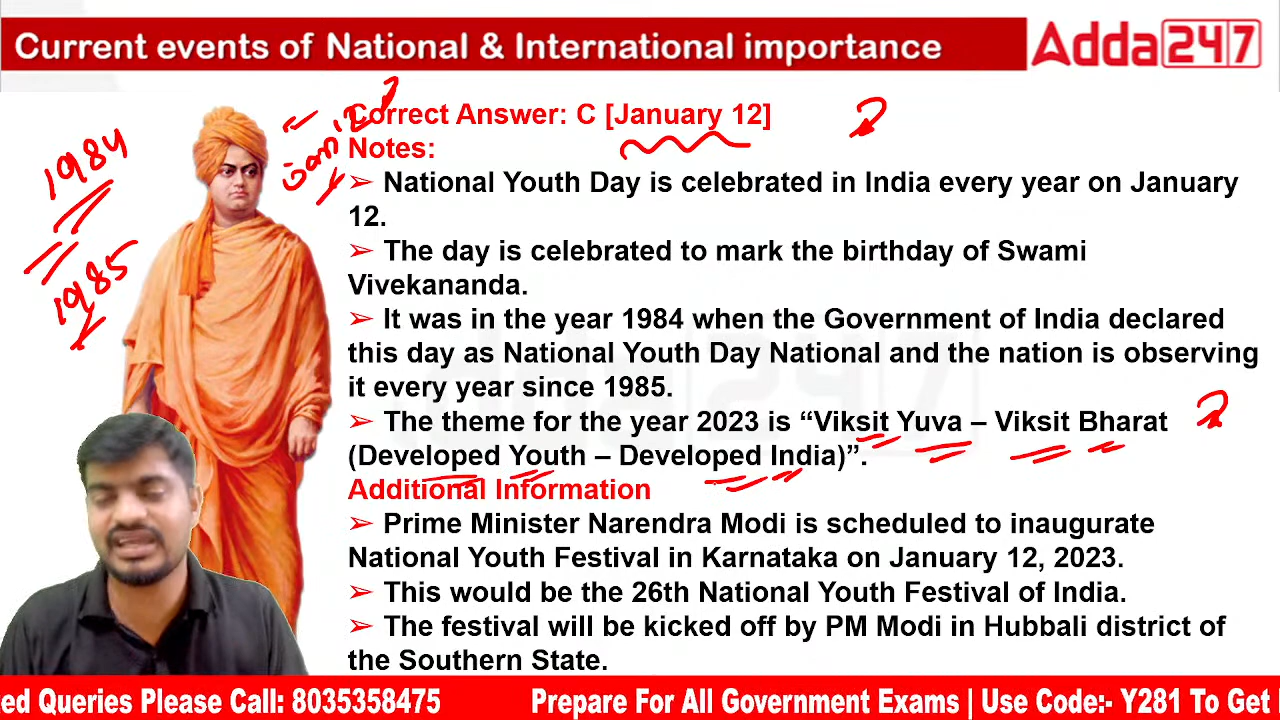 Current events of National & International importance
Adda247
Correct Answer: C [January 12]
Notes:
➢ National Youth Day is celebrated in India every year on January
12.
➢ The day is celebrated to mark the birthday of Swami
Vivekananda.
➢ It was in the year 1984 when the Government of India declared
this day as National Youth Day National and the nation is observing
it every year since 1985.
➢ The theme for the year 2023 is “Viksit Yuva – Viksit Bharat
(Developed Youth – Developed India)”.
Additional Information
➢ Prime Minister Narendra Modi is scheduled to inaugurate
National Youth Festival in Karnataka on January 12, 2023.
➢ This would be the 26th National Youth Festival of India.
➢ The festival will be kicked off by PM Modi in Hubbali district of
the Southern State.
1984
1985
Jan 12
ed Queries Please Call: 8035358475 Prepare For All Government Exams | Use Code:- Y281 To Get